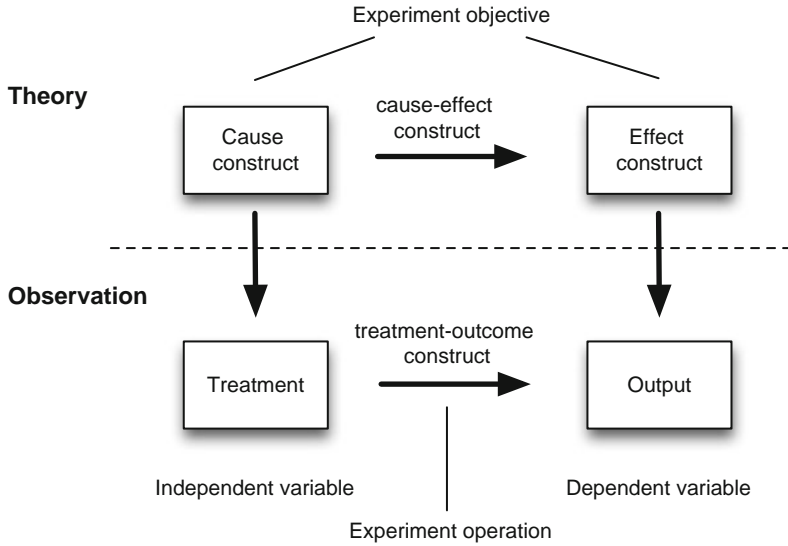 Experiment objective
Theory
cause-effect
construct
Cause
construct
Effect
construct
Observation
treatment-outcome
construct
Treatment
Output
Independent variable
Dependent variable
Experiment operation